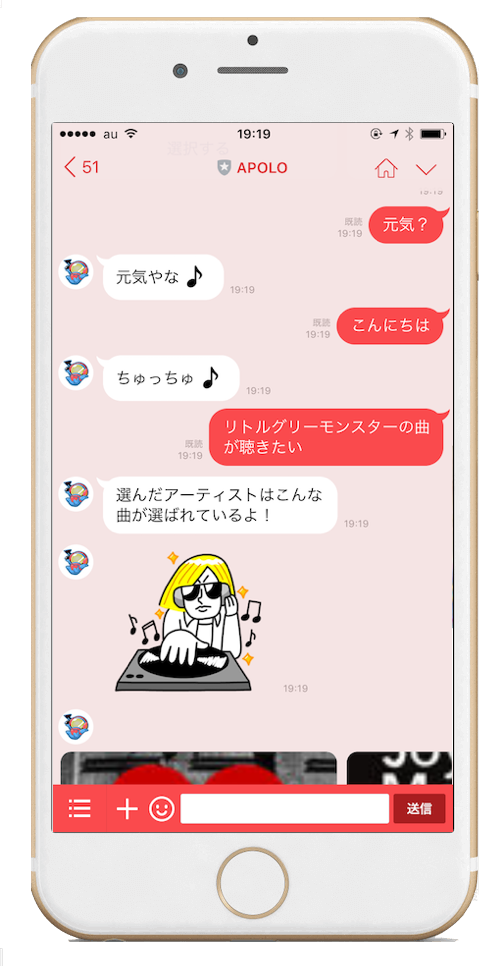 au 19:19
51 APOLO
19:19
既読
19:19
元気？
元気やな
19:19
既読
19:19
こんにちは
ちゅっちゅ
19:19
リトルグリーモンスターの曲
が聴きたい
既読
19:19
選んだアーティストはこんな
曲が選ばれているよ！
19:19
19:19
送信